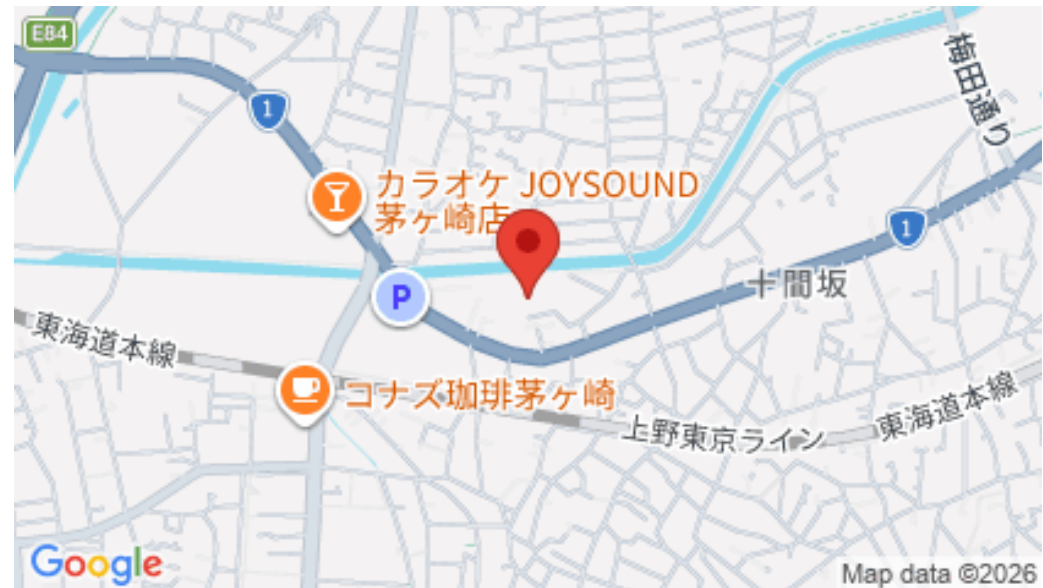 E84
梅田通り
1
カラオケ JOYSOUND
茅ヶ崎店
1
十間坂
P
東海道本線
コナズ珈琲茅ヶ崎
上野東京ライン
東海道本線
Google
Map data ©2026